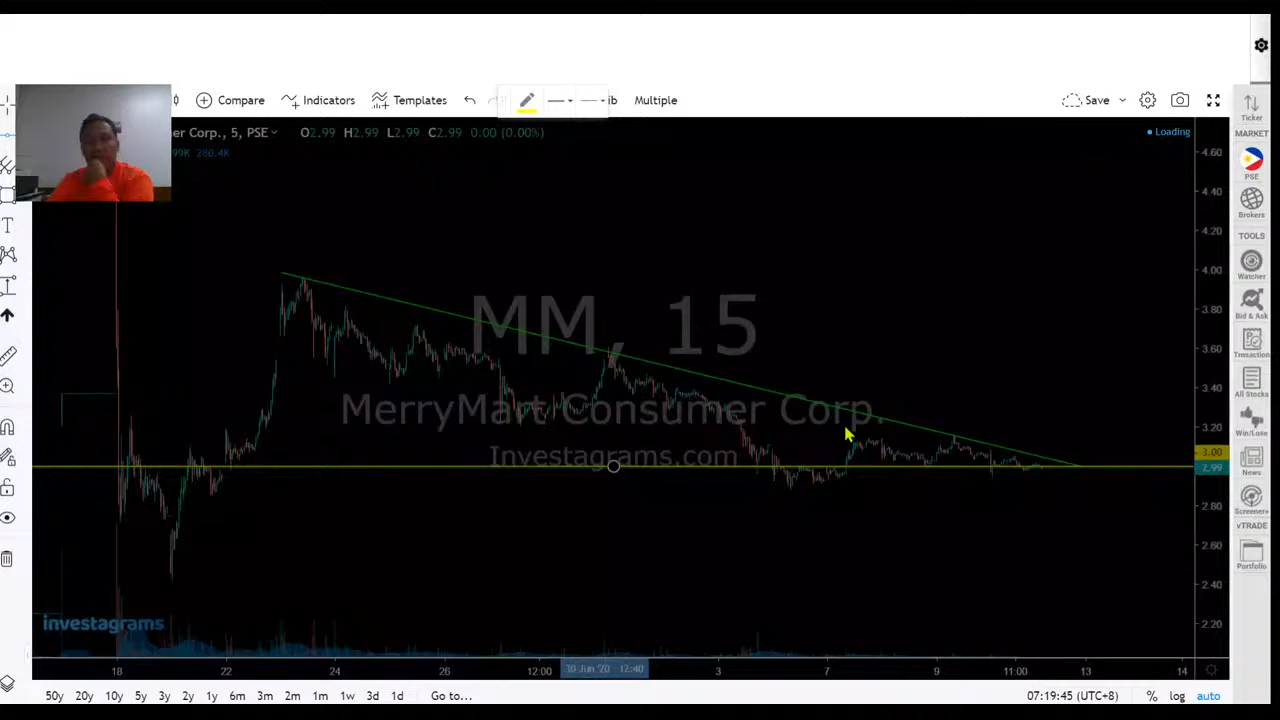 Compare
Indicators
Templates
ib
Multiple
Save
er Corp., 5, PSE
O2.99 H2.99 L2.99 C2.99 0.00 (0.00%)
99K 280.4K
Loading
MM, 15
MerryMart Consumer Corp.
Investagrams.com
investagrams
4.60
4.40
4.20
4.00
3.80
3.60
3.40
3.20
3.00
2.99
2.80
2.60
2.40
2.20
18 22 24 26 12:00 30 Jun '20 - 12:40 3 7 9 11:00 13 14
50y 20y 10y 5y 3y 2y 1y 6m 3m 2m 1m 1w 3d 1d Go to...
07:19:45 (UTC+8) % log auto
Ticker
MARKET
PSE
Brokers
TOOLS
Watcher
Bid & Ask
Trnsaction
All Stocks
Win/Lose
News
Screener
vTRADE
Portfolio